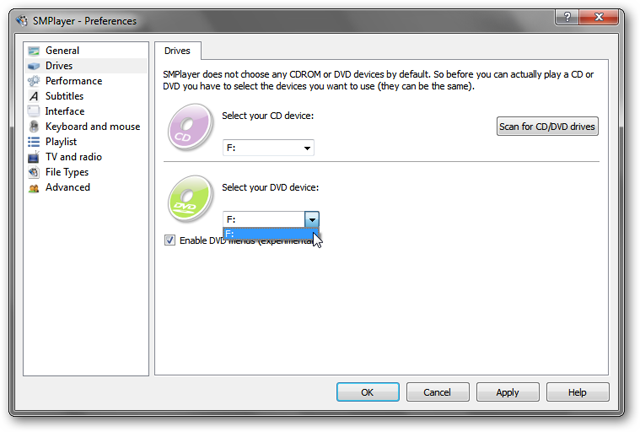 SMPlayer - Preferences
General
Drives
Performance
Subtitles
Interface
Keyboard and mouse
Playlist
TV and radio
File Types
Advanced
Drives
SMPlayer does not choose any CDROM or DVD devices by default. So before you can actually play a CD or
DVD you have to select the devices you want to use (they can be the same).
CD
Select your CD device:
F:
Scan for CD/DVD drives
DVD
Select your DVD device:
F:
F:
Enable DVD menus (experimental)
OK
Cancel
Apply
Help